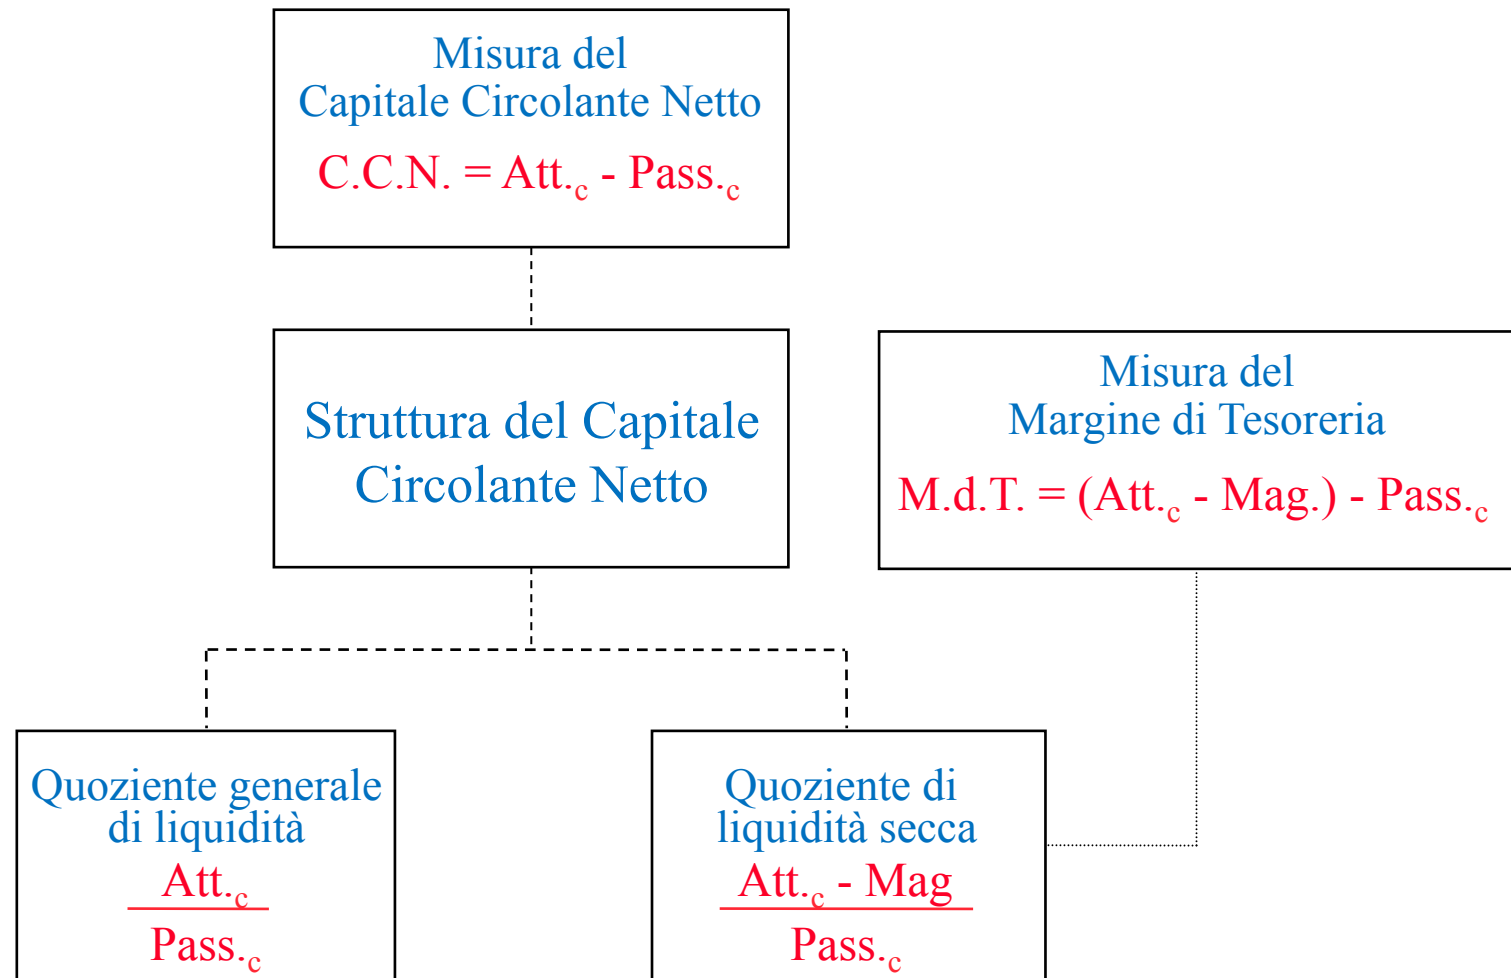 Misura del
Capitale Circolante Netto
C.C.N. = Att.c - Pass.c
Struttura del Capitale
Circolante Netto
Misura del
Margine di Tesoreria
M.d.T. = (Att.c - Mag.) - Pass.c
Quoziente generale
di liquidità
Att.c
Pass.c
Quoziente di
liquidità secca
Att.c - Mag
Pass.c